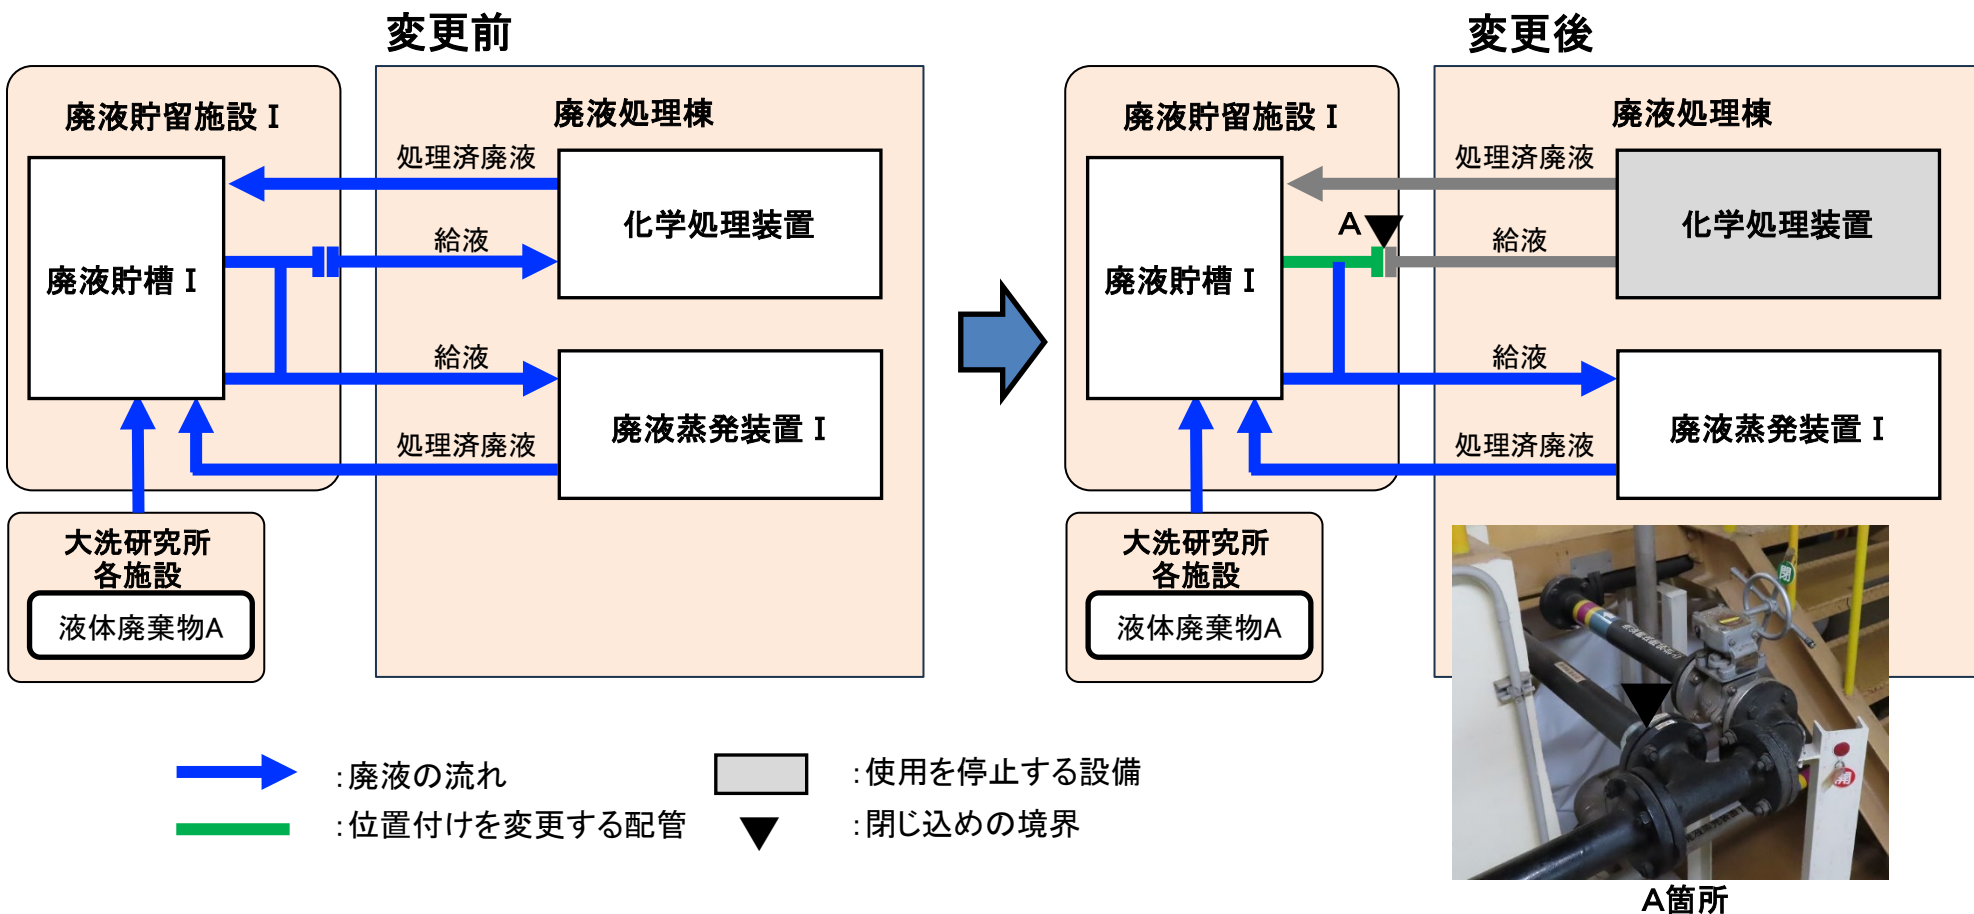 変更前
廃液貯留施設Ⅰ
廃液処理棟
処理済廃液
化学処理装置
給液
廃液貯槽Ⅰ
給液
廃液蒸発装置Ⅰ
処理済廃液
大洗研究所
各施設
液体廃棄物A
変更後
廃液貯留施設Ⅰ
廃液処理棟
処理済廃液
化学処理装置
A
給液
廃液貯槽Ⅰ
給液
廃液蒸発装置Ⅰ
処理済廃液
大洗研究所
各施設
液体廃棄物A
開
A箇所
:廃液の流れ
:使用を停止する設備
:位置付けを変更する配管
:閉じ込めの境界